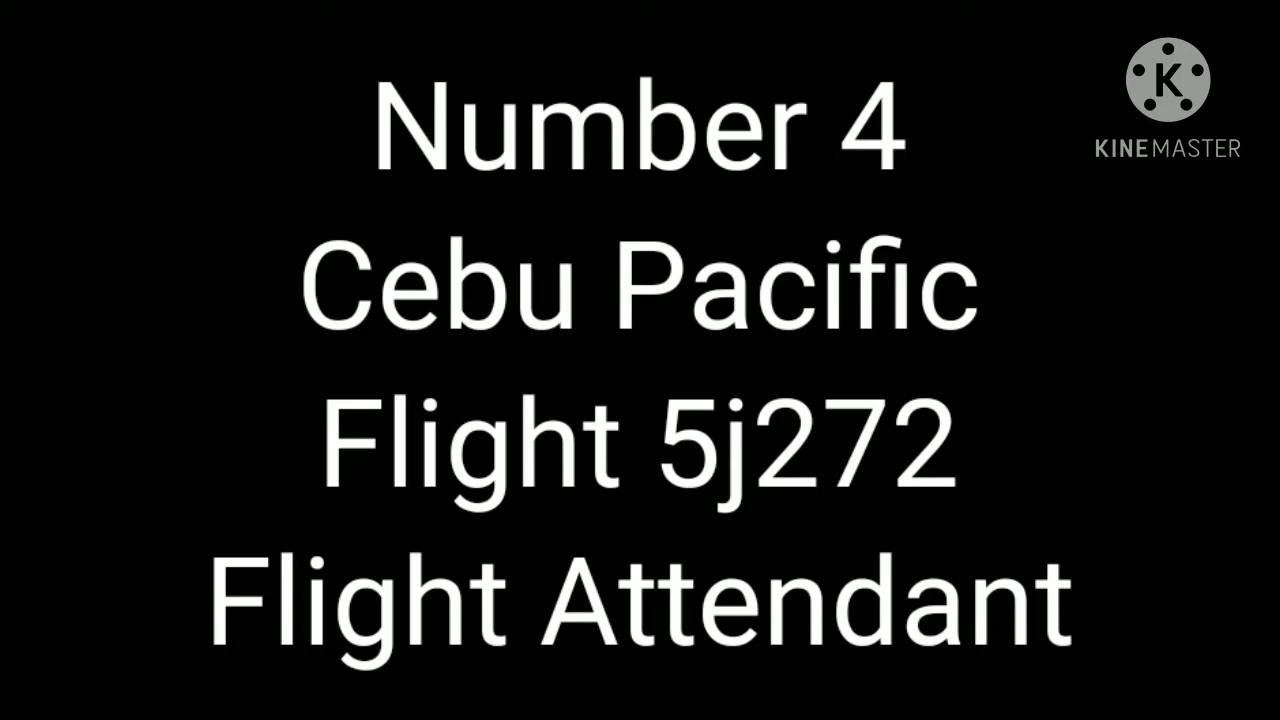 Number 4
K
KINEMASTER
Cebu Pacific
Flight 5j272
Flight Attendant